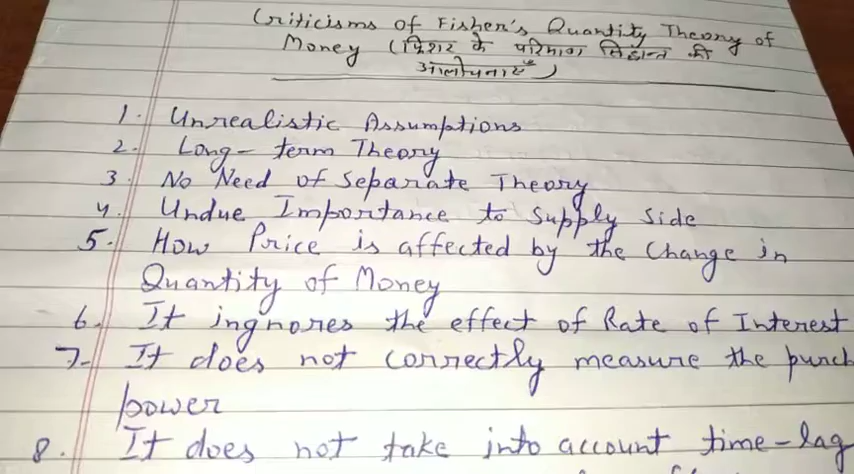 Criticisms of Fisher's Quantity Theory of
Money (फिशर के परिमाण सिद्धान्त की
आलोचनाएँ)
1. Unrealistic Assumptions
2. Long-term Theory
3. No Need of Separate Theory
4. Undue Importance to Supply Side
5. How Price is affected by the Change in
Quantity of Money
6. It ingnores the effect of Rate of Interest
7. It does not correctly measure the purch
power
8. It does not take into account time-lag